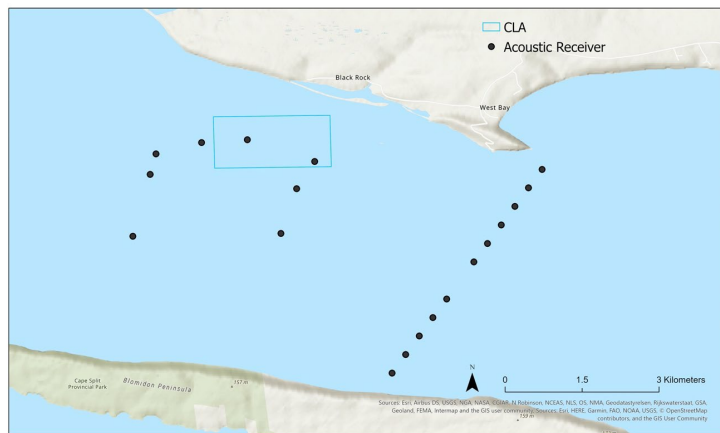 CLA
Acoustic Receiver
Black Rock
West Bay
Cape Split
Provincial Park
Blomidon Peninsula
157 m
N
0 1.5 3 Kilometers
159 m
Sources: Esri, Airbus DS, USGS, NGA, NASA, CGIAR, N Robinson, NCEAS, NLS, OS, NMA, Geodatastyrelsen, Rijkswaterstaat, GSA,
Geoland, FEMA, Intermap and the GIS user community, Sources: Esri, HERE, Garmin, FAO, NOAA, USGS, © OpenStreetMap
contributors, and the GIS User Community